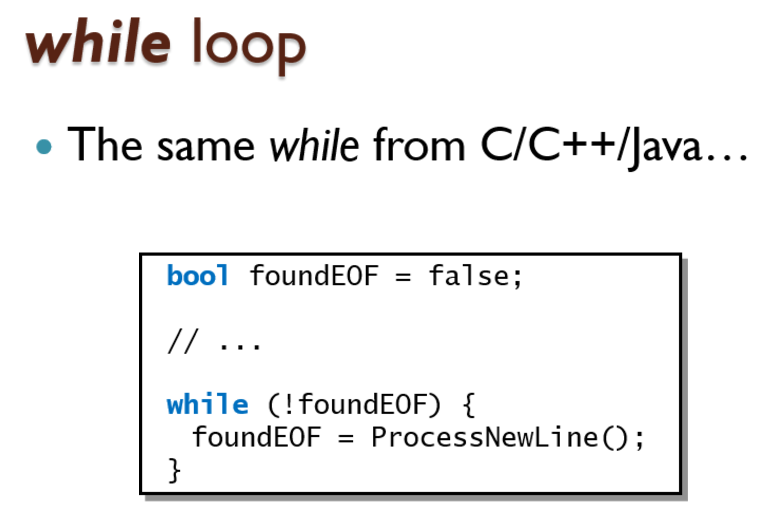 while loop
• The same while from C/C++/Java…
bool foundEOF = false;
// ...
while (!foundEOF) {
foundEOF = ProcessNewLine();
}